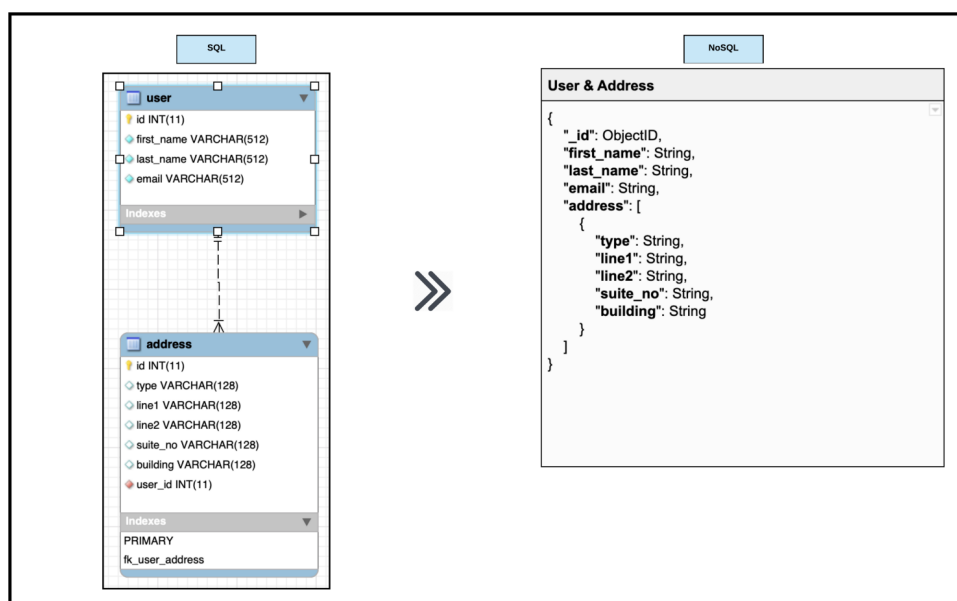 SQL
user
id INT(11)
first_name VARCHAR(512)
last_name VARCHAR(512)
email VARCHAR(512)
Indexes
address
id INT(11)
type VARCHAR(128)
line1 VARCHAR(128)
line2 VARCHAR(128)
suite_no VARCHAR(128)
building VARCHAR(128)
user_id INT(11)
Indexes
PRIMARY
fk_user_address
NoSQL
User & Address
{
"_id": ObjectID,
"first_name": String,
"last_name": String,
"email": String,
"address": [
{
"type": String,
"line1": String,
"line2": String,
"suite_no": String,
"building": String
}
]
}